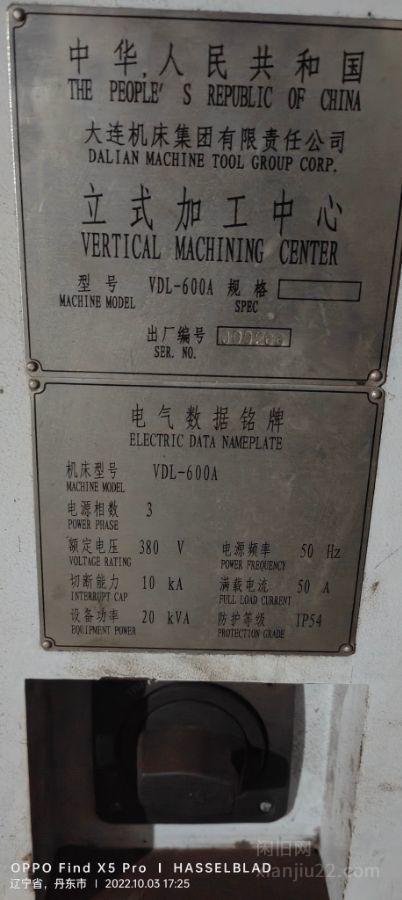 中华人民共和国
THE PEOPLE'S REPUBLIC OF CHINA
大连机床集团有限责任公司
DALIAN MACHINE TOOL GROUP CORP.
立式加工中心
VERTICAL MACHINING CENTER
型号 VDL-600A 规格
MACHINE MODEL SPEC
出厂编号
SER. NO.
电气数据铭牌
ELECTRIC DATA NAMEPLATE
机床型号 VDL-600A
MACHINE MODEL
电源相数 3
POWER PHASE
额定电压 380 V 电源频率 50 Hz
VOLTAGE RATING POWER FREQUENCY
切断能力 10 kA 满载电流 50 A
INTERRUPT CAP FULL LOAD CURRENT
设备功率 20 kVA 防护等级 IP54
EQUIPMENT POWER PROTECTION GRADE
闲旧网
xianjiu22.com
OPPO Find X5 Pro | HASSELBLAD
辽宁省，丹东市 | 2022.10.03 17:25